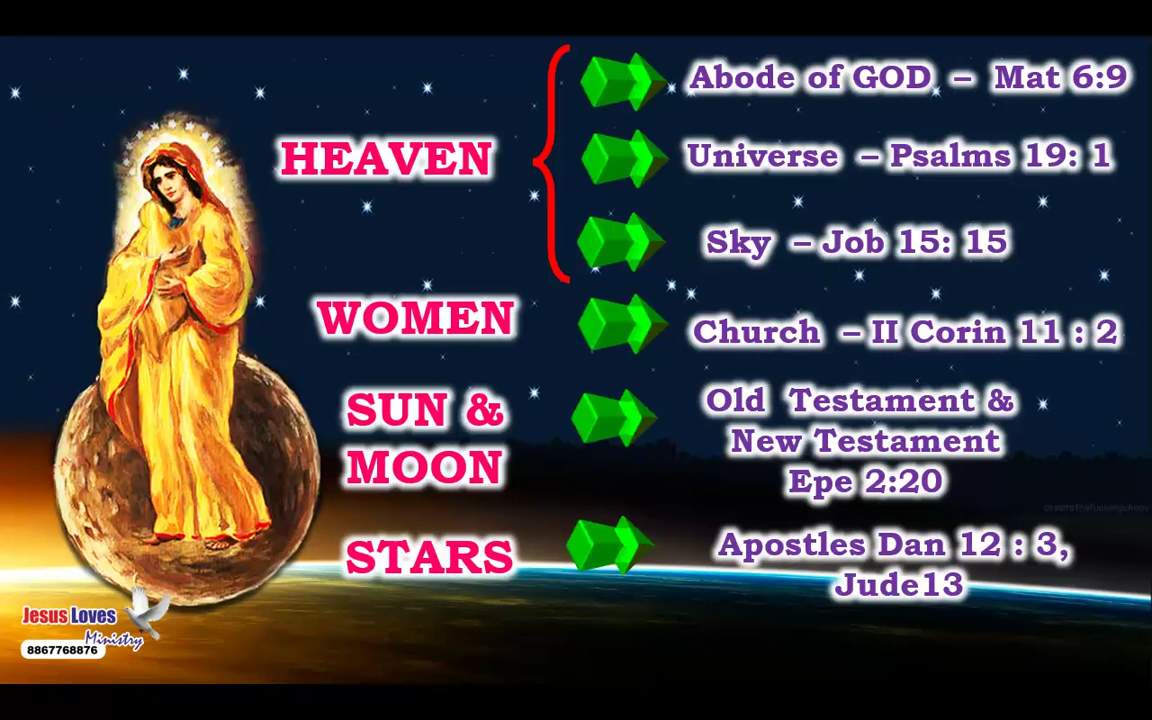 HEAVEN
Abode of GOD – Mat 6:9
Universe – Psalms 19: 1
Sky – Job 15: 15
WOMEN
Church – II Corin 11 : 2
SUN &
MOON
Old Testament &
New Testament
Epe 2:20
STARS
Apostles Dan 12 : 3,
Jude13
Jesus Loves
Ministry
8867768876